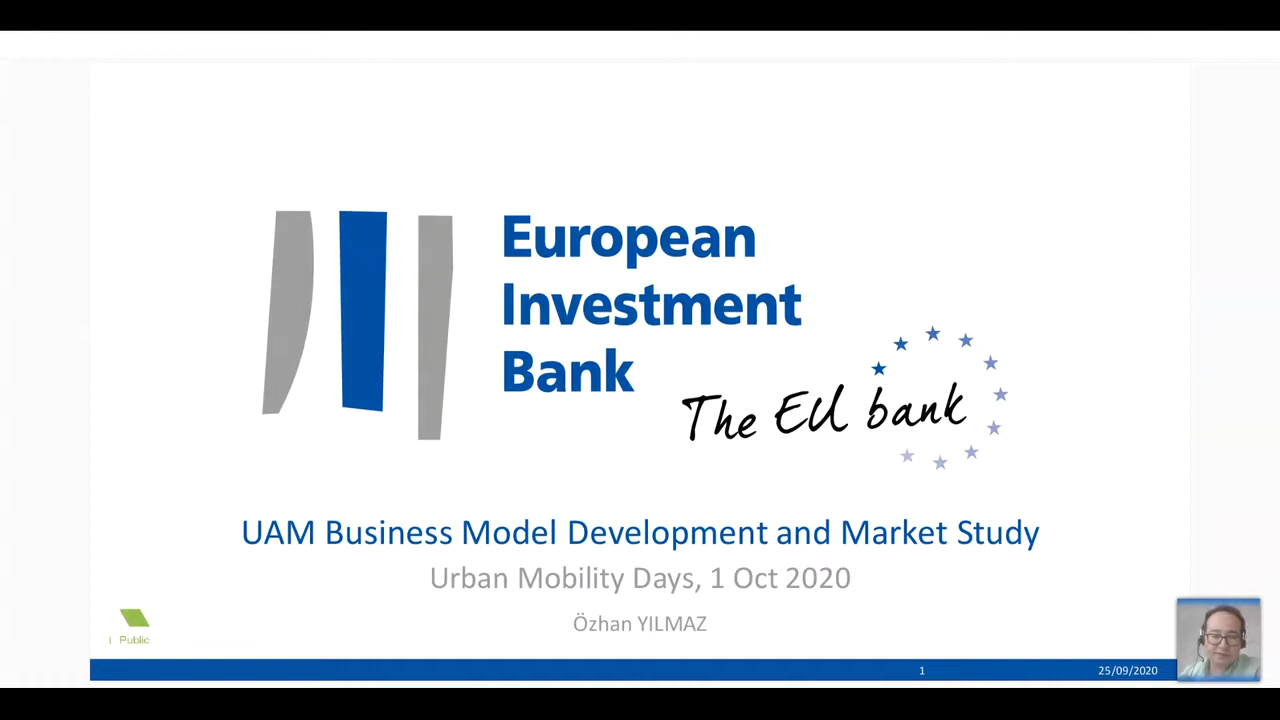 European
Investment
Bank
The EU bank
UAM Business Model Development and Market Study
Urban Mobility Days, 1 Oct 2020
Özhan YILMAZ
Public
1
25/09/2020